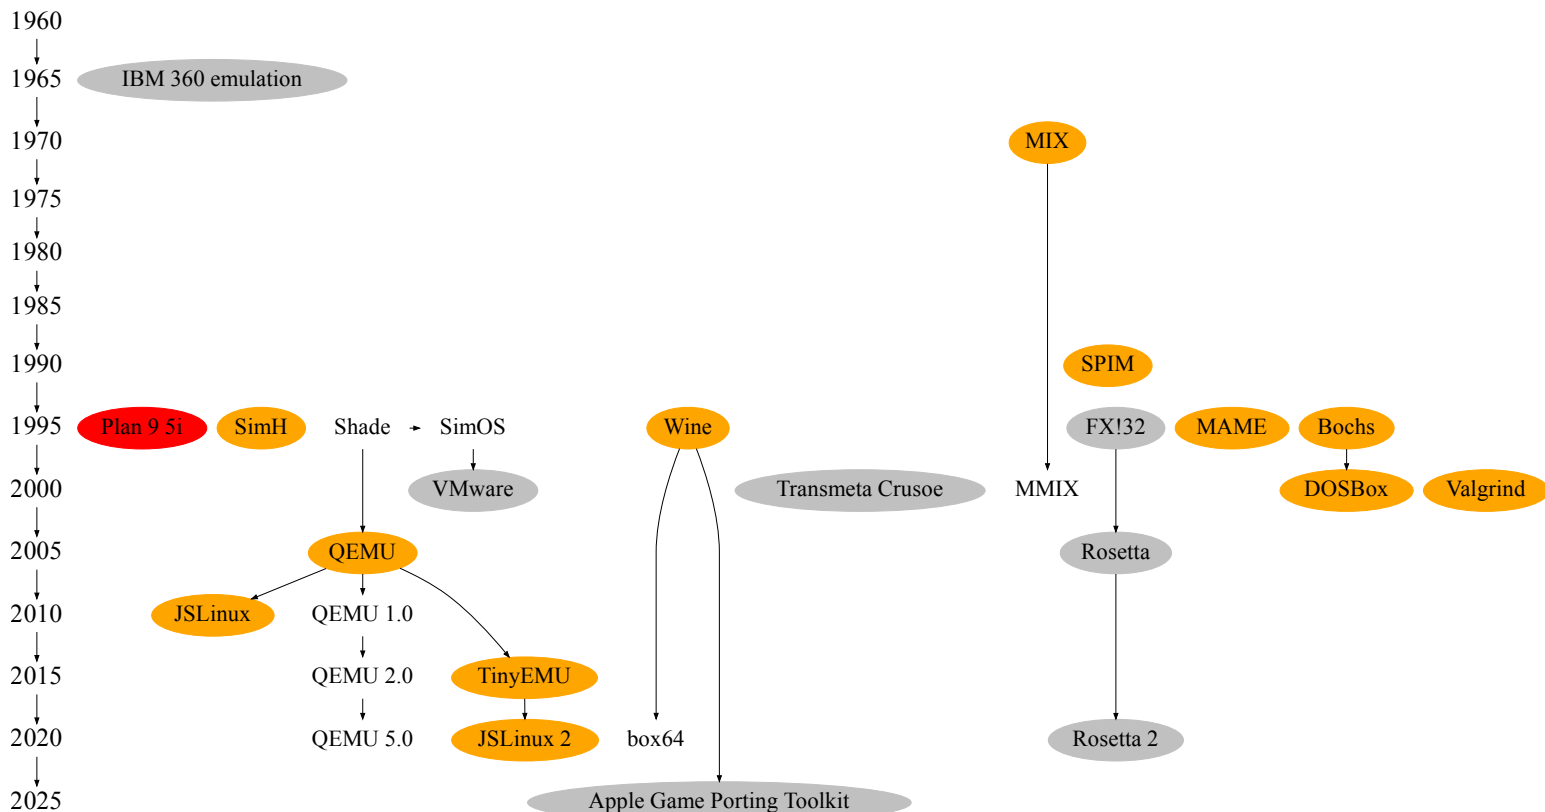 1960
1965 IBM 360 emulation
1970 MIX
1975
1980
1985
1990 SPIM
1995 Plan 9 5i SimH Shade SimOS Wine FX!32 MAME Bochs
2000 VMware Transmeta Crusoe MMIX DOSBox Valgrind
2005 QEMU Rosetta
2010 JSLinux QEMU 1.0
2015 QEMU 2.0 TinyEMU
2020 QEMU 5.0 JSLinux 2 box64 Rosetta 2
2025 Apple Game Porting Toolkit